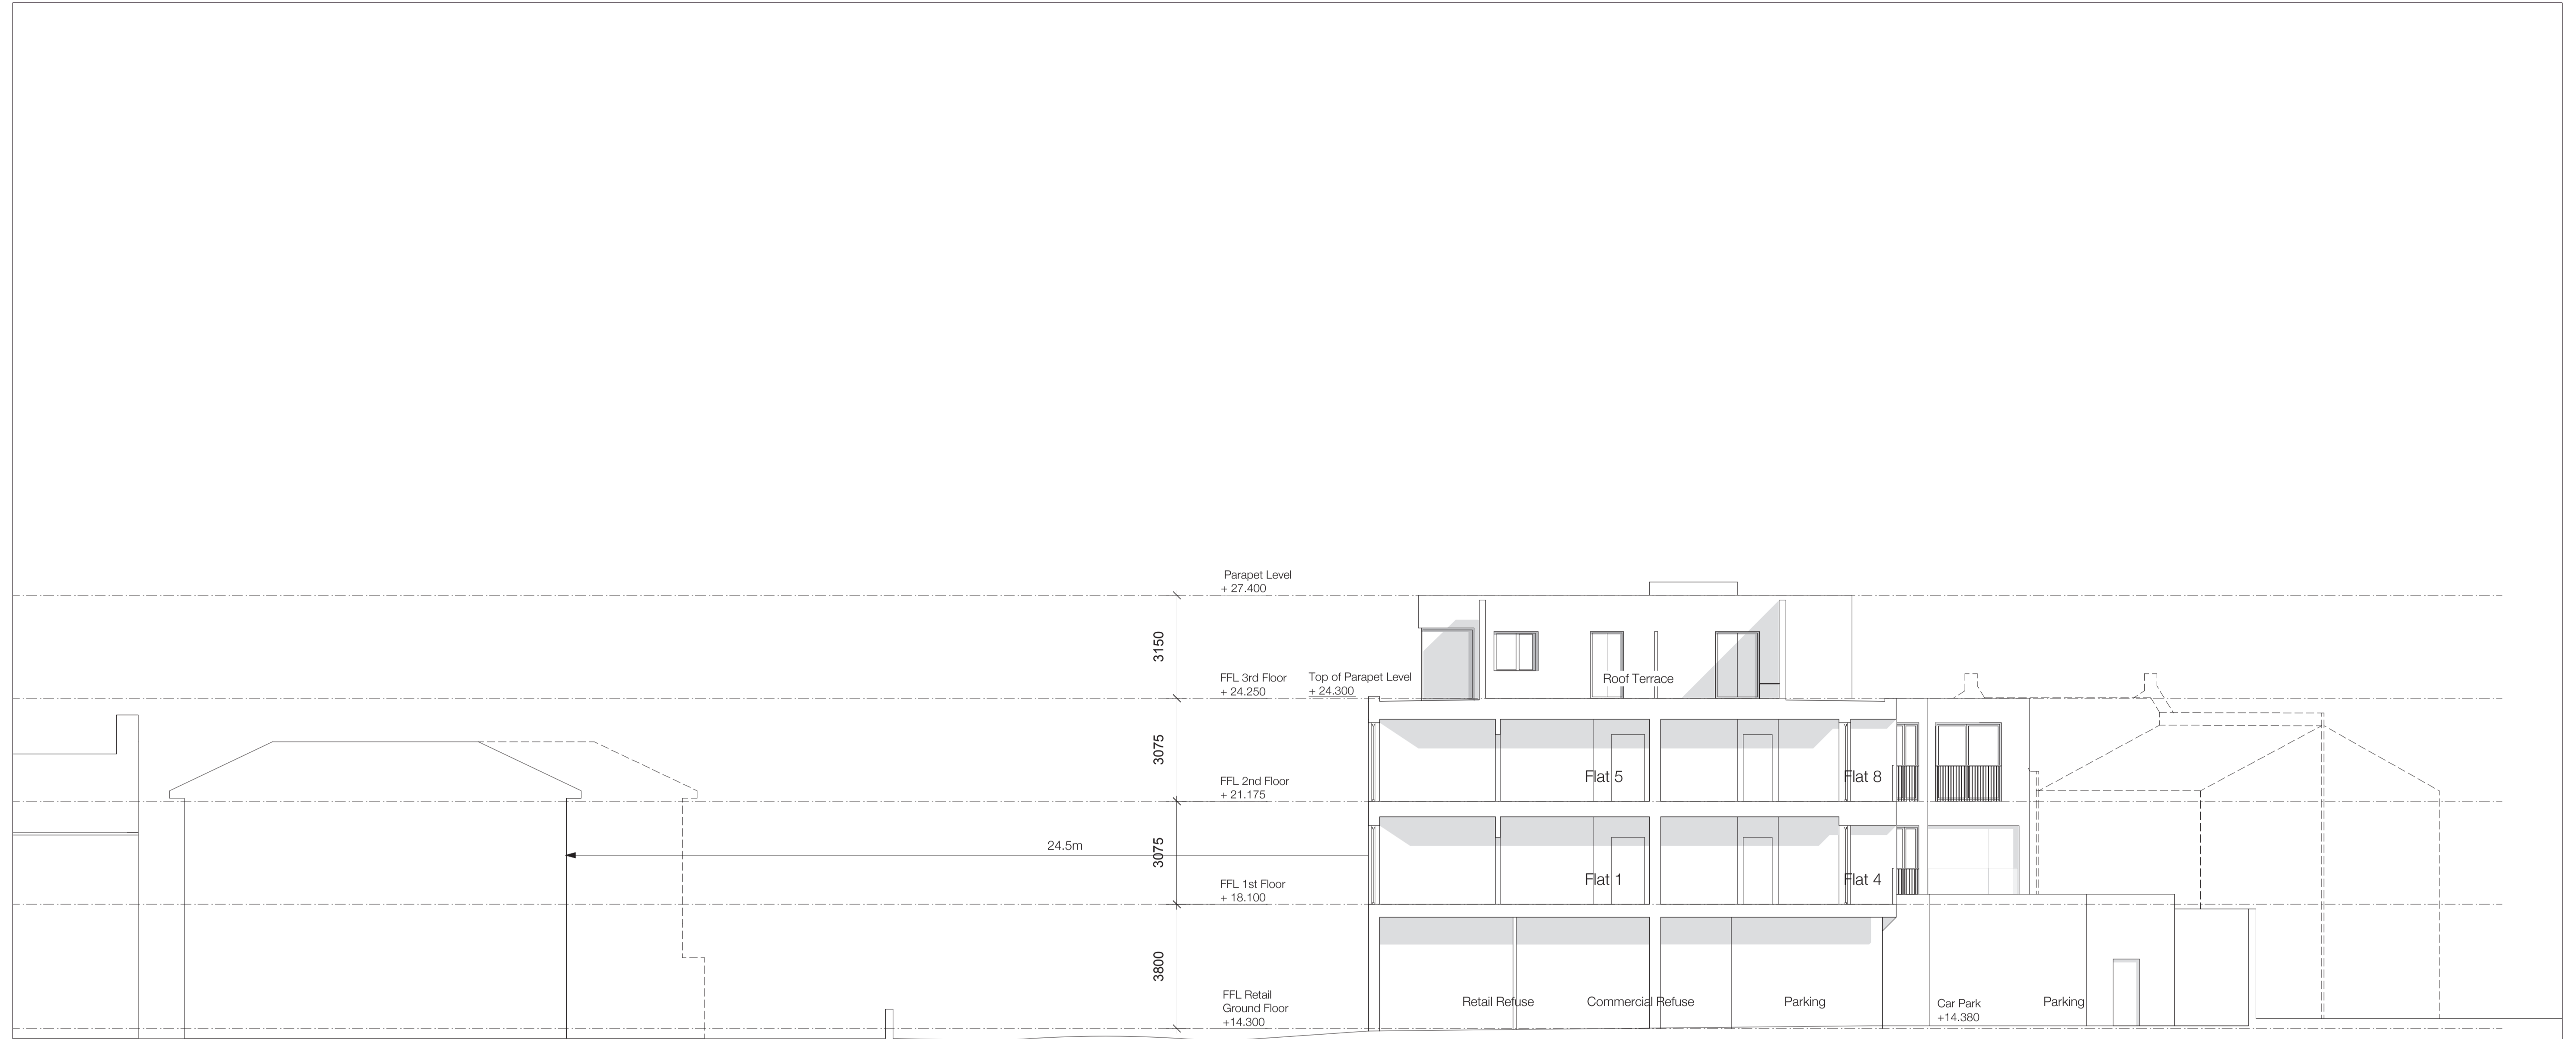 Parapet Level
+ 27.400
3150
FFL 3rd Floor
+ 24.250
Top of Parapet Level
+ 24.300
Roof Terrace
3075
Flat 5
Flat 8
FFL 2nd Floor
+ 21.175
24.5m
3075
Flat 1
Flat 4
FFL 1st Floor
+ 18.100
3800
FFL Retail
Ground Floor
+14.300
Retail Refuse
Commercial Refuse
Parking
Car Park
+14.380
Parking